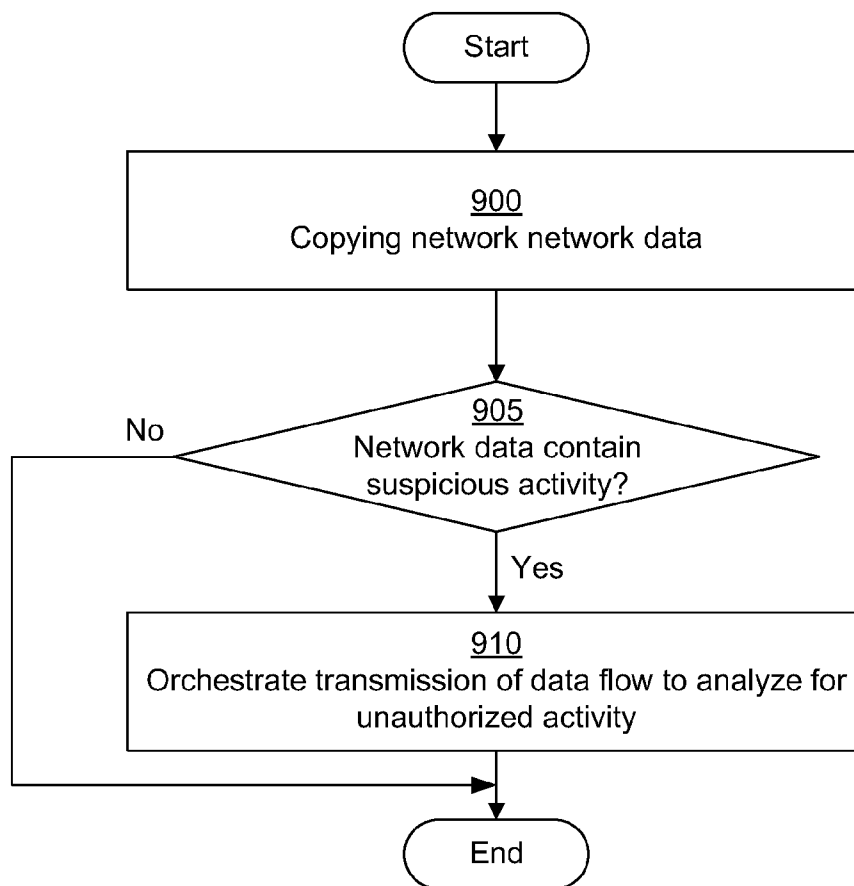 Start
900
Copying network network data
905
Network data contain
suspicious activity?
No
Yes
910
Orchestrate transmission of data flow to analyze for
unauthorized activity
End